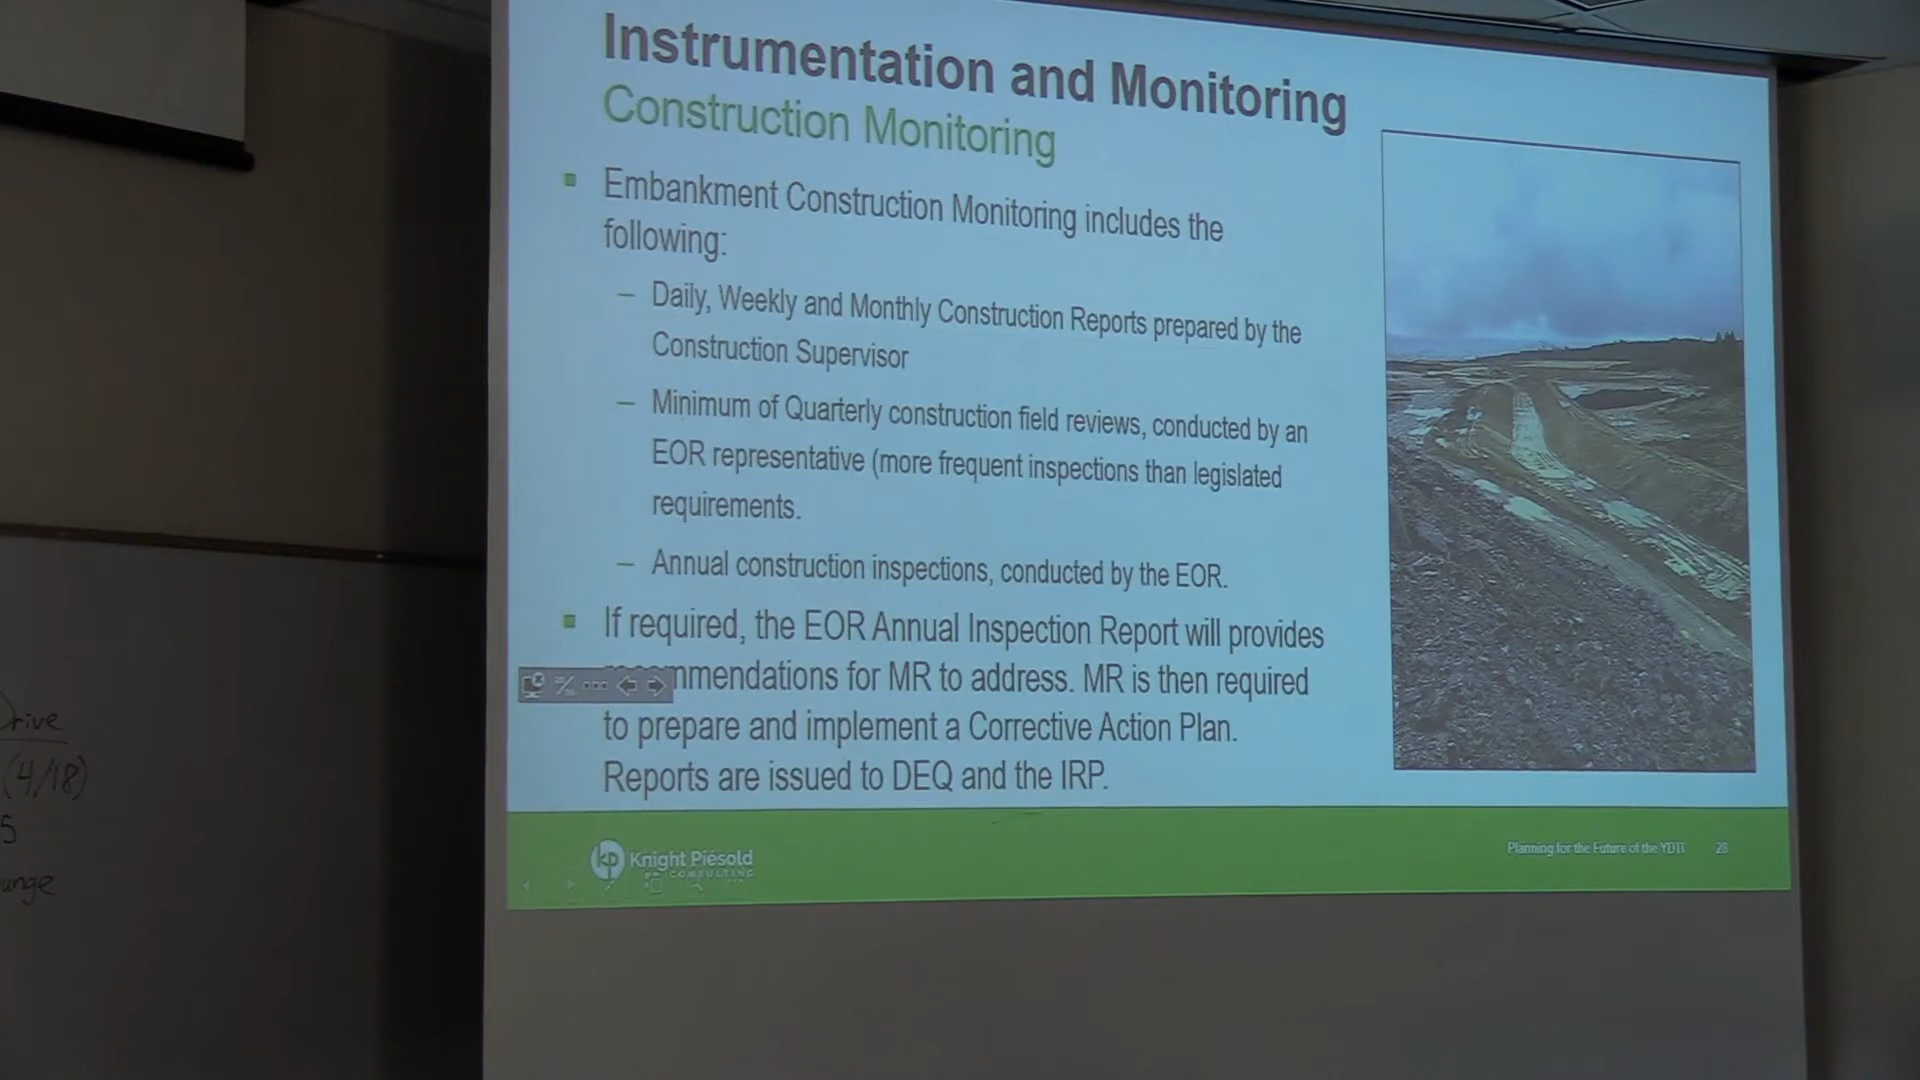 Instrumentation and Monitoring
Construction Monitoring
Embankment Construction Monitoring includes the
following:
– Daily, Weekly and Monthly Construction Reports prepared by the
Construction Supervisor
– Minimum of Quarterly construction field reviews, conducted by an
EOR representative (more frequent inspections than legislated
requirements.
– Annual construction inspections, conducted by the EOR.
If required, the EOR Annual Inspection Report will provides
mmendations for MR to address. MR is then required
to prepare and implement a Corrective Action Plan.
Reports are issued to DEQ and the IRP.
kp Knight Piésold
CONSULTING
Planning for the Future of the YDTI
Drive
(4/18)
5
unge